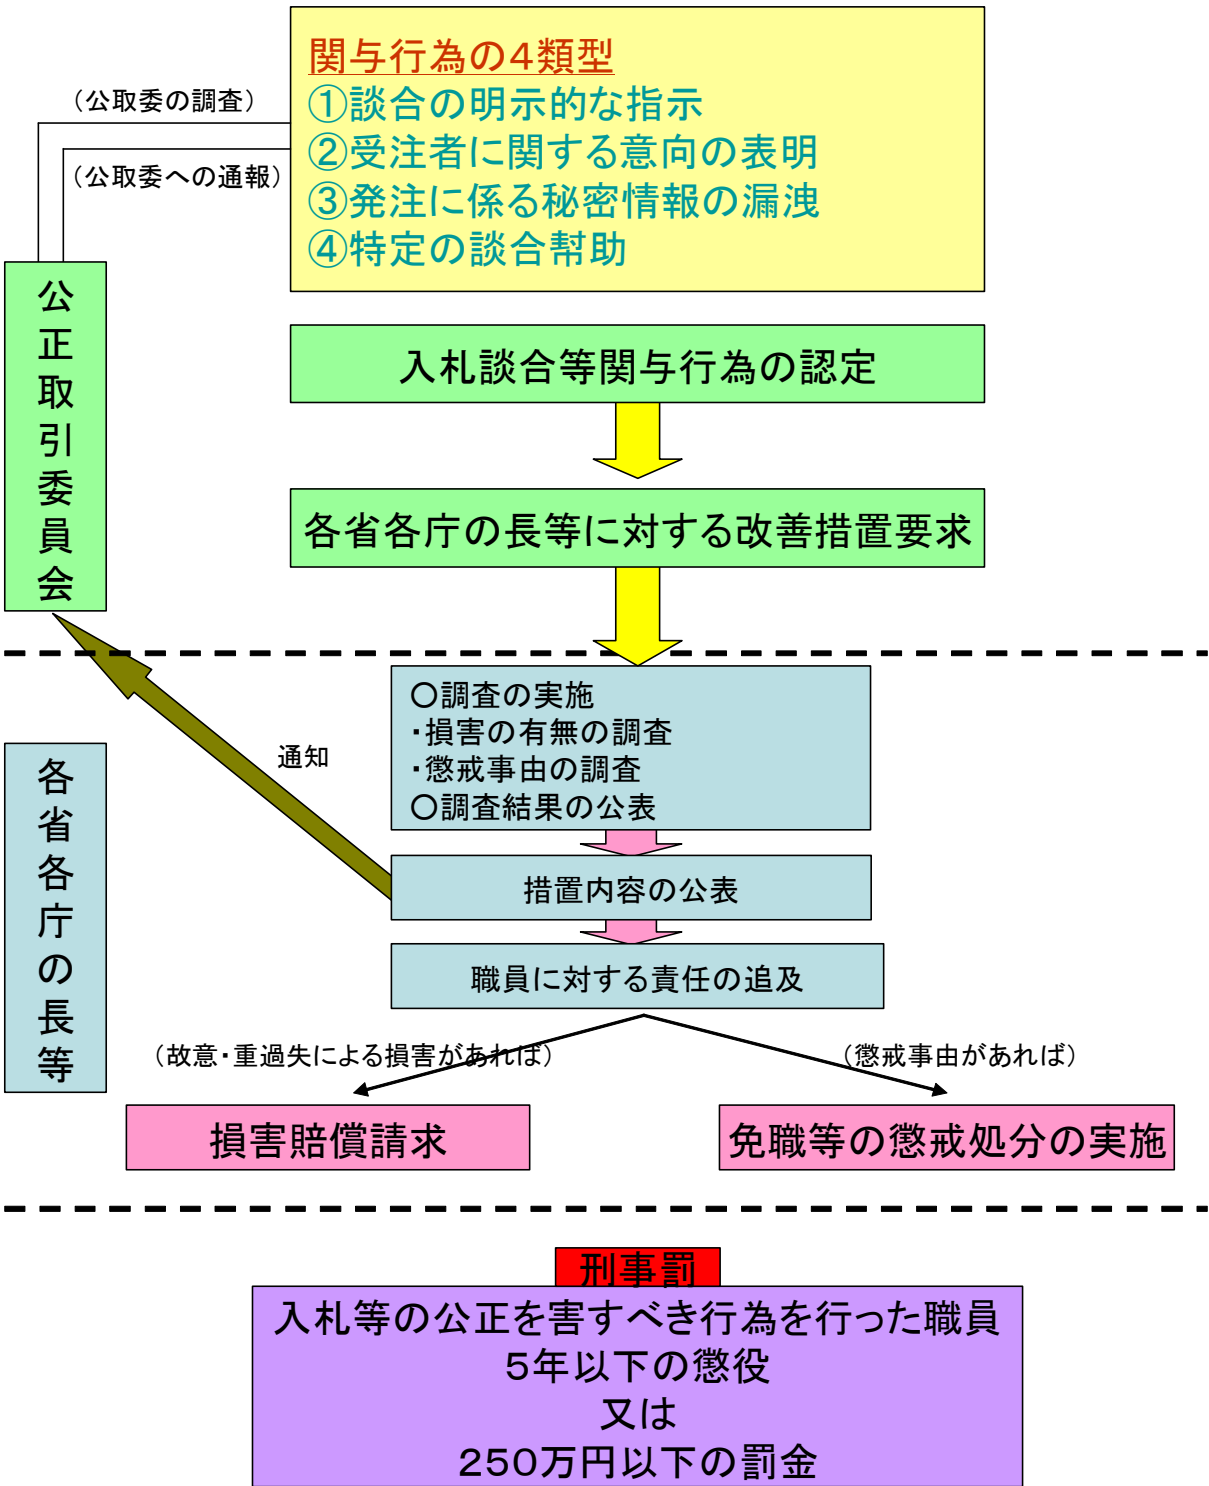 関与行為の4類型
①談合の明示的な指示
②受注者に関する意向の表明
③発注に係る秘密情報の漏洩
④特定の談合幇助
（公取委の調査）
（公取委への通報）
公正取引委員会
入札談合等関与行為の認定
各省各庁の長等に対する改善措置要求
○調査の実施
・損害の有無の調査
・懲戒事由の調査
○調査結果の公表
通知
各省各庁の長等
措置内容の公表
職員に対する責任の追及
（故意・重過失による損害があれば）
（懲戒事由があれば）
損害賠償請求
免職等の懲戒処分の実施
刑事罰
入札等の公正を害すべき行為を行った職員
5年以下の懲役
又は
250万円以下の罰金